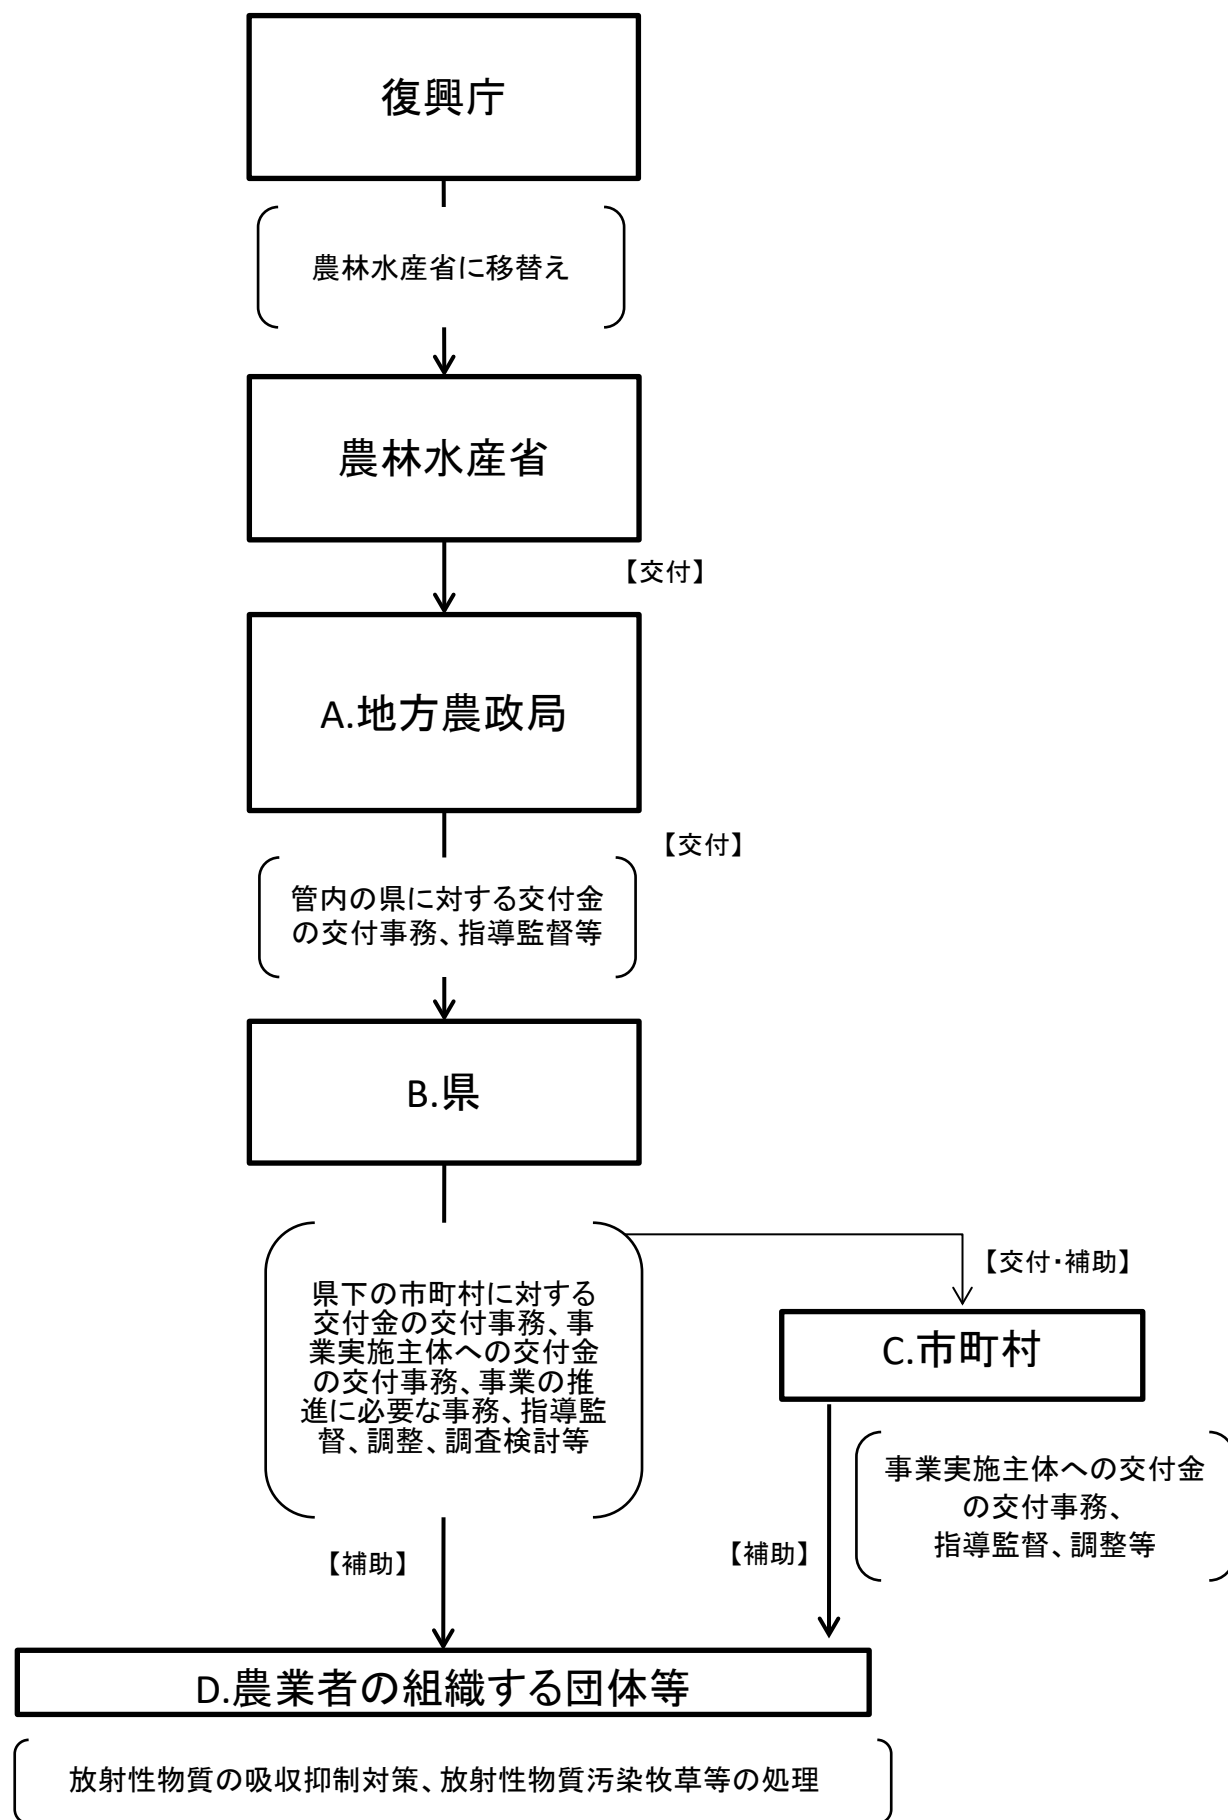 復興庁
農林水産省に移替え
農林水産省
【交付】
A.地方農政局
【交付】
管内の県に対する交付金
の交付事務、指導監督等
B.県
県下の市町村に対する
交付金の交付事務、事
業実施主体への交付金
の交付事務、事業の推
進に必要な事務、指導監
督、調整、調査検討等
【交付・補助】
C.市町村
事業実施主体への交付金
の交付事務、
指導監督、調整等
【補助】
【補助】
D.農業者の組織する団体等
放射性物質の吸収抑制対策、放射性物質汚染牧草等の処理